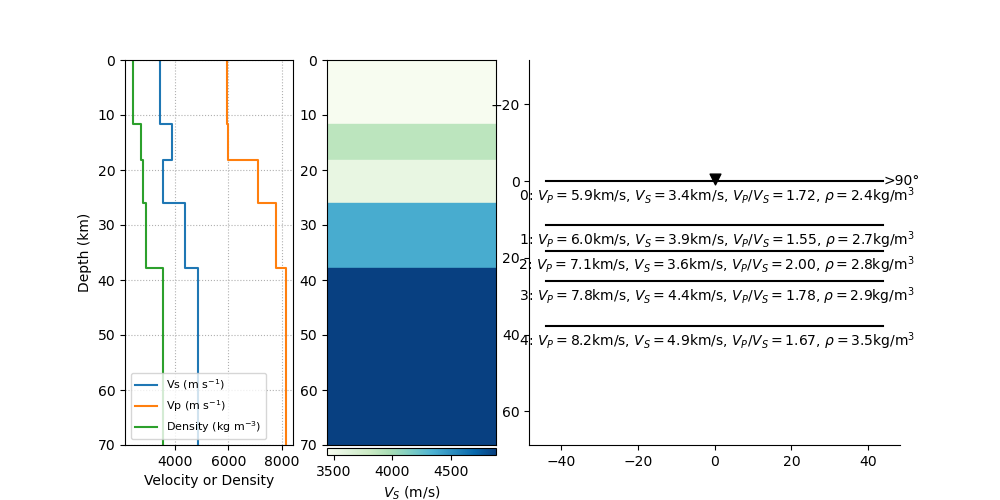 0
10
20
30
40
50
60
70
Depth (km)
4000 6000 8000
Velocity or Density
Vs (m s⁻¹)
Vp (m s⁻¹)
Density (kg m⁻³)
0
10
20
30
40
50
60
70
3500 4000 4500
V_S (m/s)
−20
0
20
40
60
−40 −20 0 20 40
>90°
0: V_P = 5.9km/s, V_S = 3.4km/s, V_P/V_S = 1.72, ρ = 2.4kg/m³
1: V_P = 6.0km/s, V_S = 3.9km/s, V_P/V_S = 1.55, ρ = 2.7kg/m³
2: V_P = 7.1km/s, V_S = 3.6km/s, V_P/V_S = 2.00, ρ = 2.8kg/m³
3: V_P = 7.8km/s, V_S = 4.4km/s, V_P/V_S = 1.78, ρ = 2.9kg/m³
4: V_P = 8.2km/s, V_S = 4.9km/s, V_P/V_S = 1.67, ρ = 3.5kg/m³